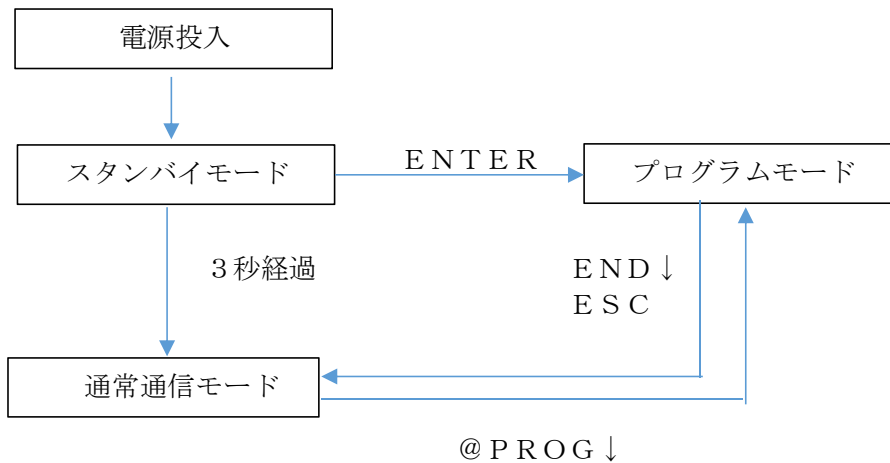 電源投入
スタンバイモード
ＥＮＴＥＲ
プログラムモード
３秒経過
ＥＮＤ↓
ＥＳＣ
通常通信モード
＠ＰＲＯＧ↓